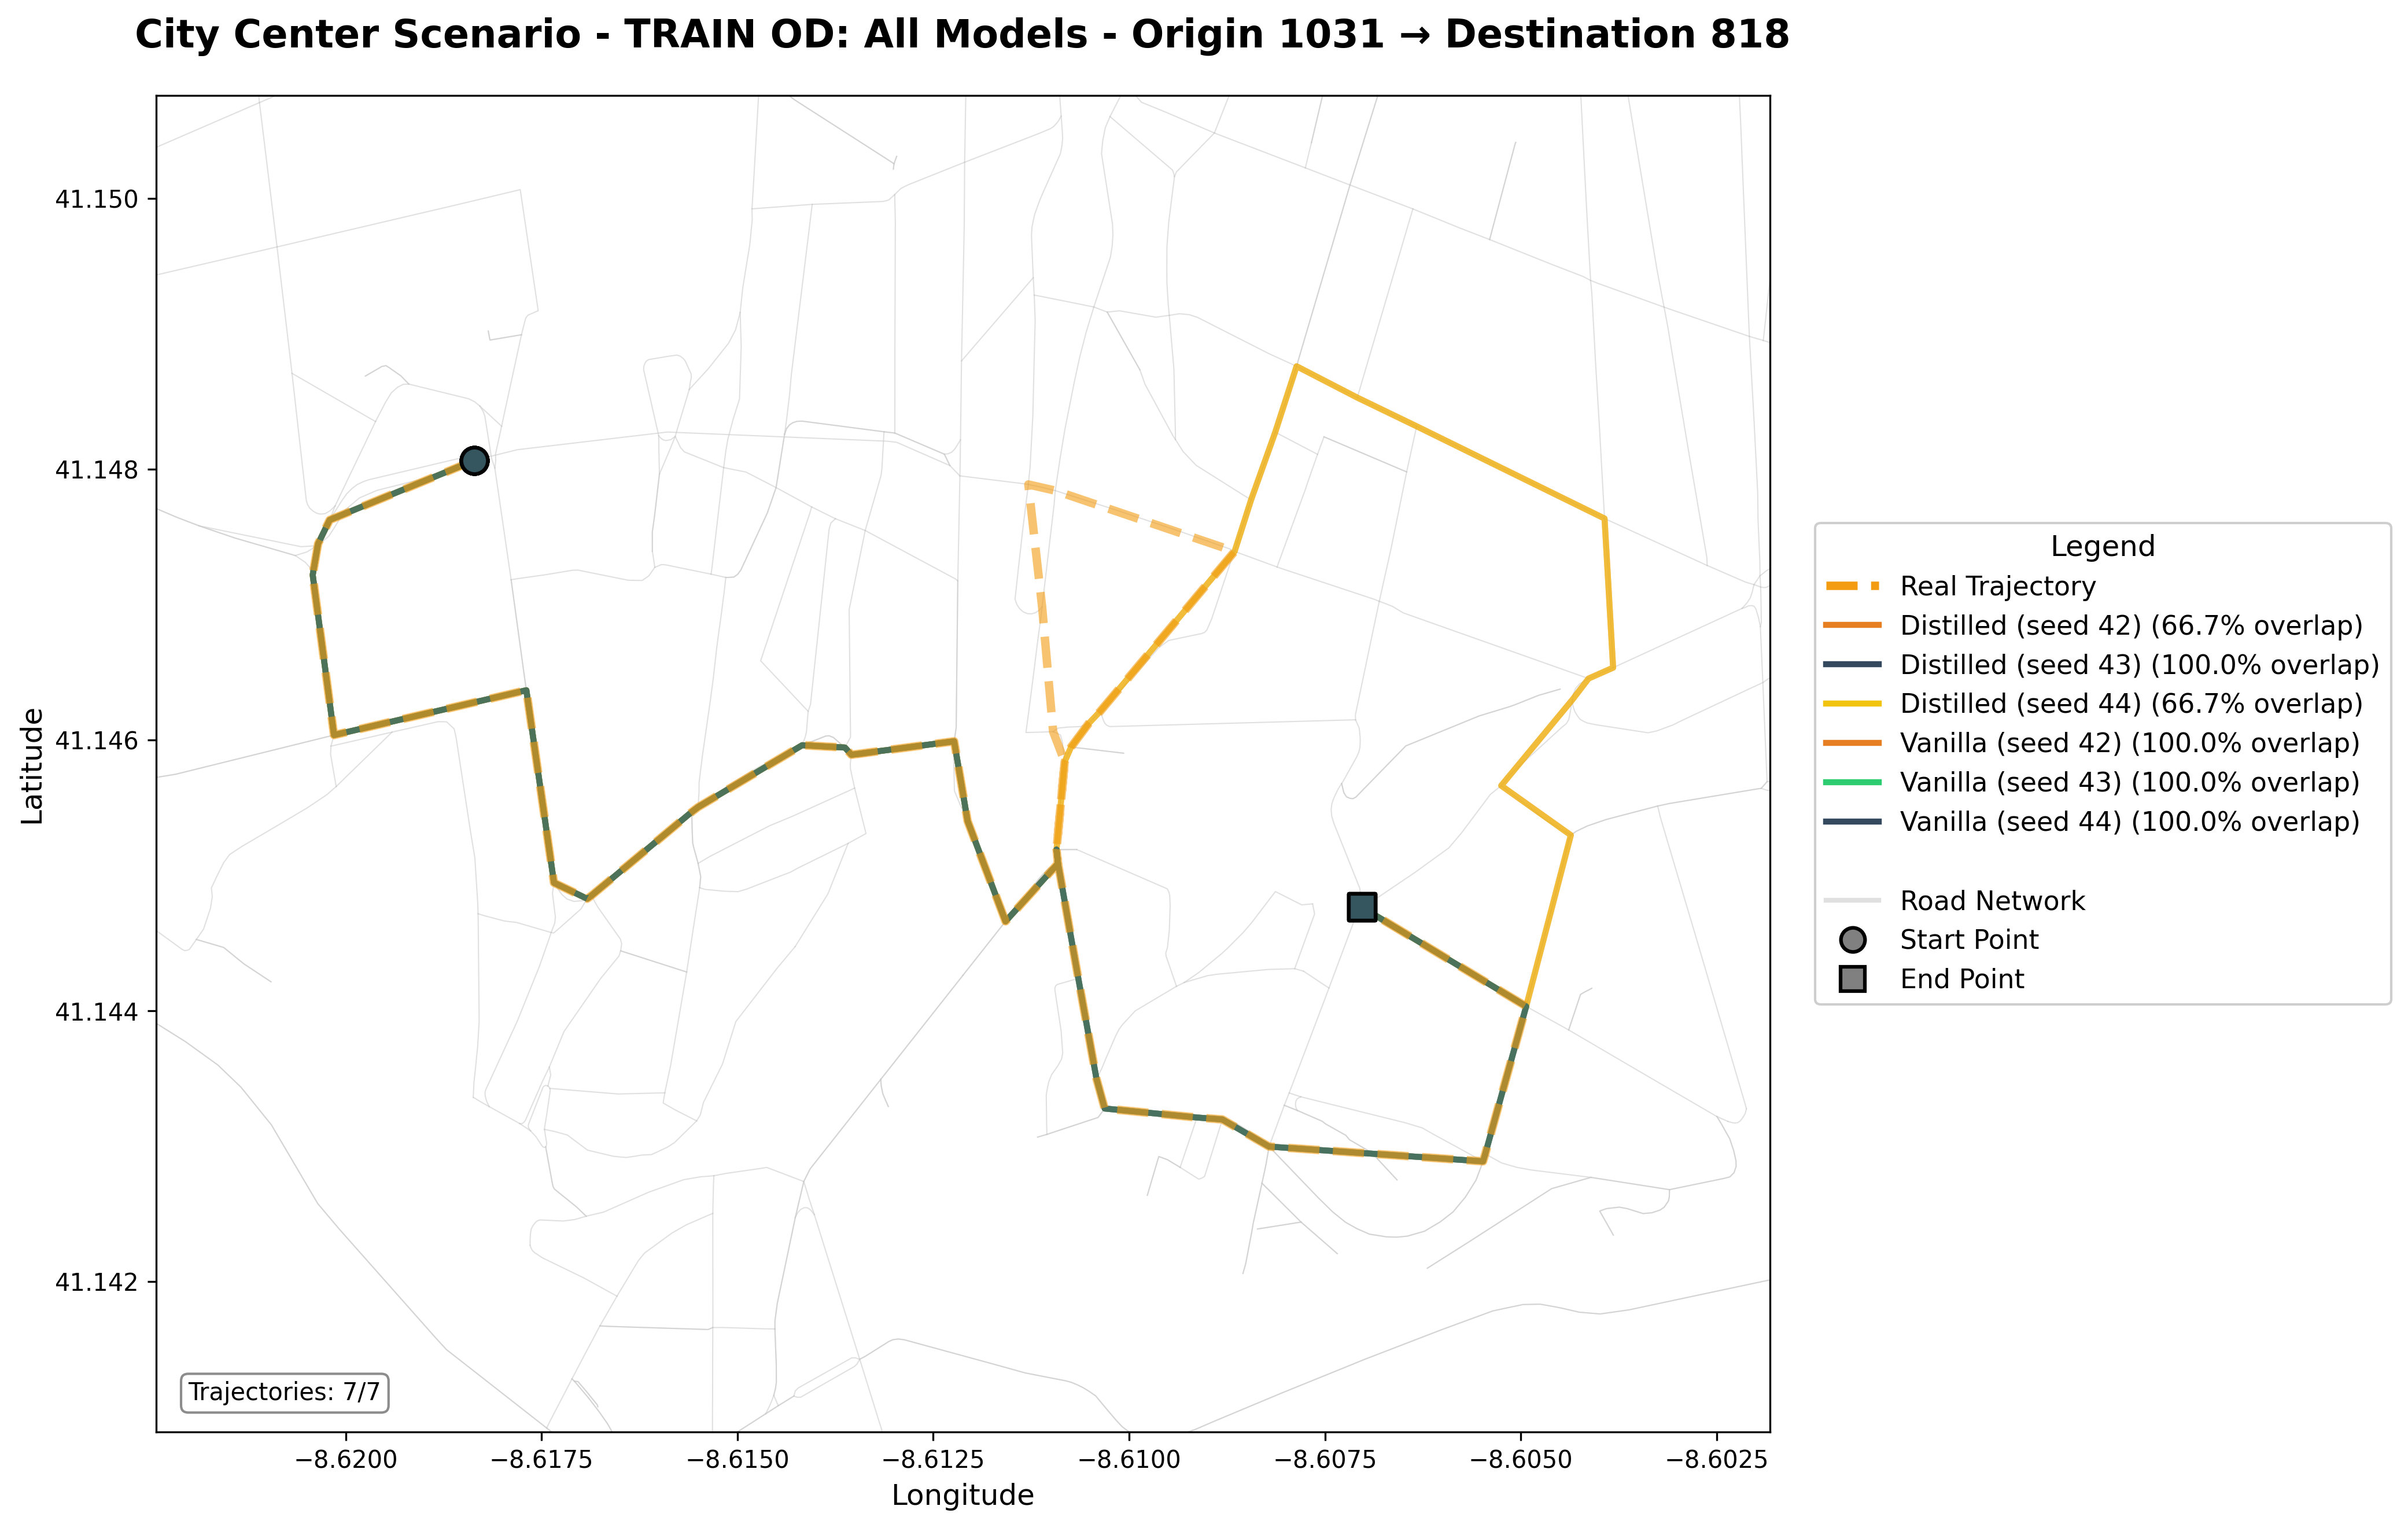 City Center Scenario - TRAIN OD: All Models - Origin 1031 → Destination 818
41.150
41.148
41.146
41.144
41.142
Latitude
−8.6200
−8.6175
−8.6150
−8.6125
−8.6100
−8.6075
−8.6050
−8.6025
Longitude
Trajectories: 7/7
Legend
Real Trajectory
Distilled (seed 42) (66.7% overlap)
Distilled (seed 43) (100.0% overlap)
Distilled (seed 44) (66.7% overlap)
Vanilla (seed 42) (100.0% overlap)
Vanilla (seed 43) (100.0% overlap)
Vanilla (seed 44) (100.0% overlap)
Road Network
Start Point
End Point